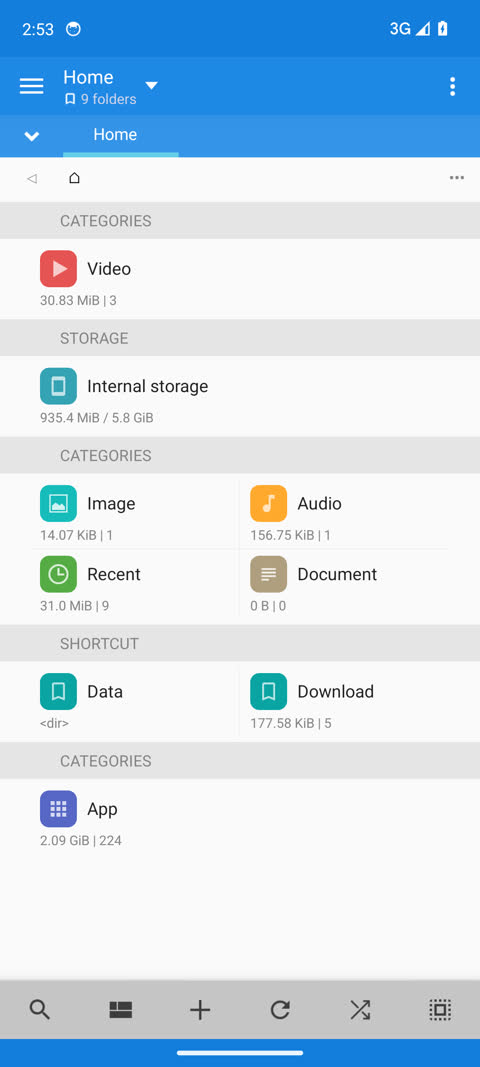 2:53
3G
Home
9 folders
Home
CATEGORIES
Video
30.83 MiB | 3
STORAGE
Internal storage
935.4 MiB / 5.8 GiB
CATEGORIES
Image
Audio
14.07 KiB | 1
156.75 KiB | 1
Recent
Document
31.0 MiB | 9
0 B | 0
SHORTCUT
Data
Download
<dir>
177.58 KiB | 5
CATEGORIES
App
2.09 GiB | 224